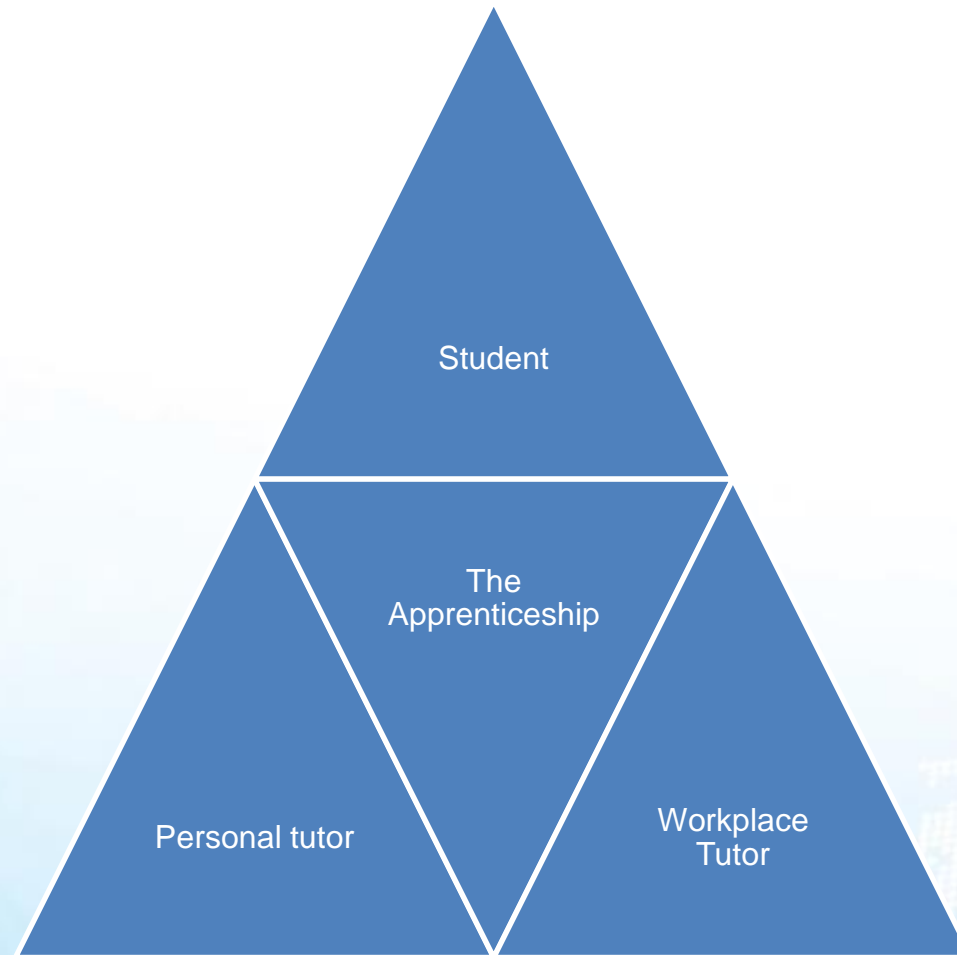 Student
The
Apprenticeship
Personal tutor
Workplace
Tutor